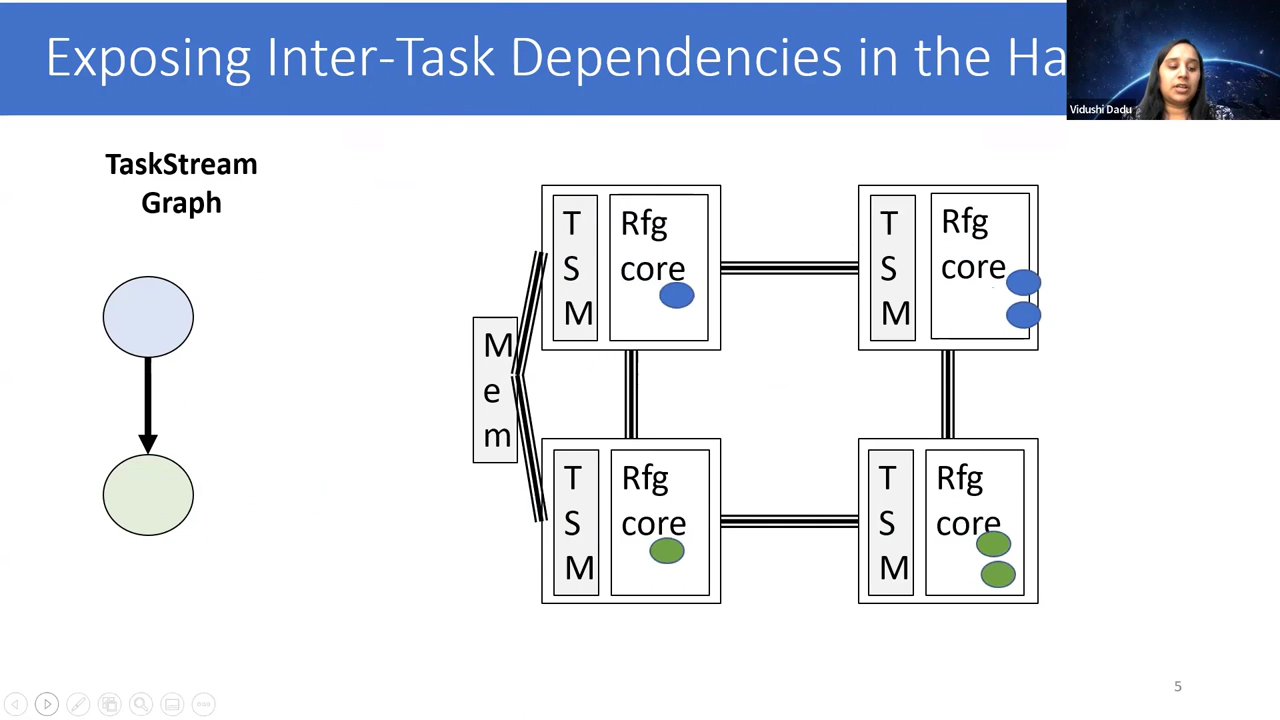 Exposing Inter-Task Dependencies in the Ha
Vidushi Dadu
TaskStream
Graph
T
S
M
Rfg
core
T
S
M
Rfg
core
M
e
m
T
S
M
Rfg
core
T
S
M
Rfg
core
5